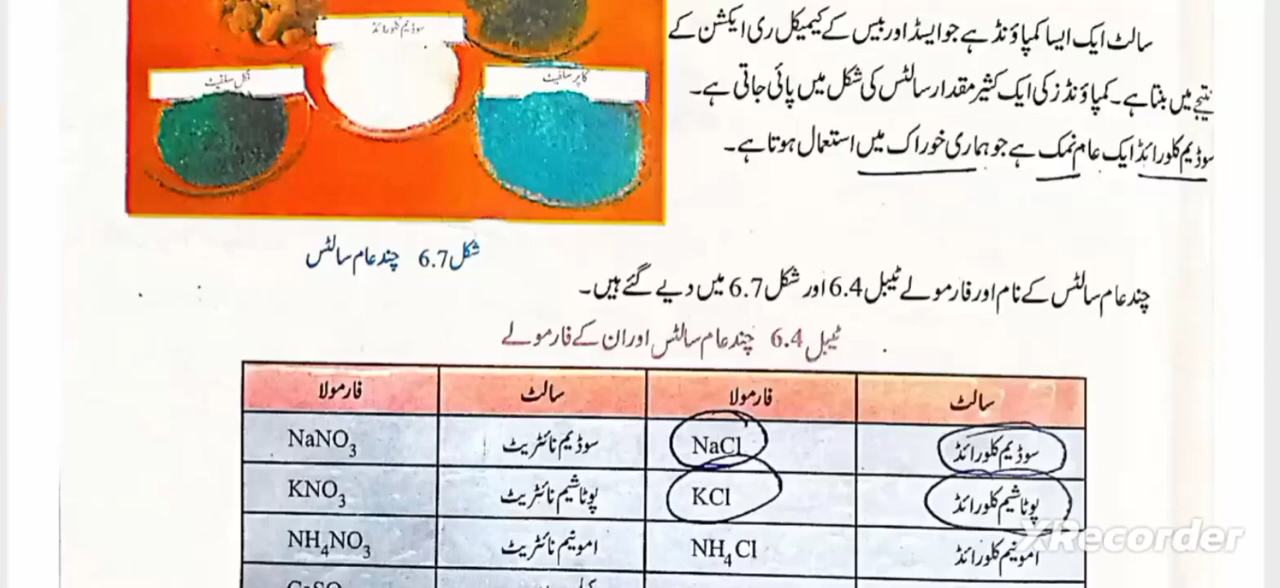 سالٹ ایک ایسا کمپاؤنڈ ہے جو ایسڈ اور بیس کے کیمیکل ری ایکشن کے
نتیجے میں بنتا ہے۔ کمپاؤنڈز کی ایک کثیر مقدار سالٹس کی شکل میں پائی جاتی ہے۔
سوڈیم کلورائڈ ایک عام نمک ہے جو ہماری خوراک میں استعمال ہوتا ہے۔
سوڈیم کلورائڈ
کاپر سلفیٹ
نکل سلفیٹ
شکل 6.7 چند عام سالٹس
چند عام سالٹس کے نام اور فارمولے ٹیبل 6.4 اور شکل 6.7 میں دیے گئے ہیں۔
ٹیبل 6.4 چند عام سالٹس اور ان کے فارمولے
سالٹ فارمولا سالٹ فارمولا
سوڈیم کلورائڈ NaCl سوڈیم نائٹریٹ NaNO₃
پوٹاشیم کلورائڈ KCl پوٹاشیم نائٹریٹ KNO₃
امونیم کلورائڈ NH₄Cl امونیم نائٹریٹ NH₄NO₃
XRecorder